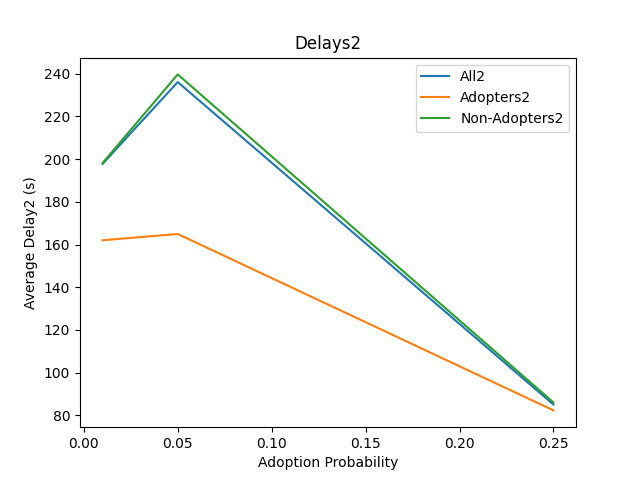 Delays2
All2
Adopters2
Non-Adopters2
Average Delay2 (s)
240
220
200
180
160
140
120
100
80
0.00 0.05 0.10 0.15 0.20 0.25
Adoption Probability